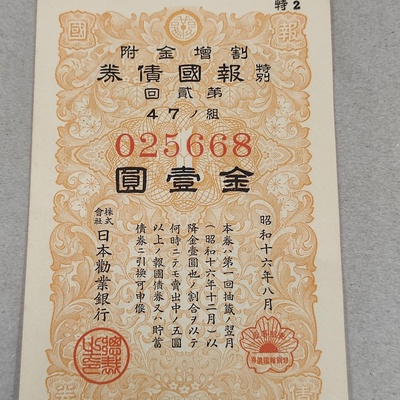 特2
國 報
附金增割
券債國報 特別
回貳第
47ノ組
025668
圓壹金
昭和十六年八月
本券ハ第一回抽籤ノ翌月
(昭和十六年十二月)以
降金壹圓也ノ割合ヲ以テ
何時ニテモ賣出中ノ五圓
以上ノ報國債券又ハ貯蓄
債券ニ引換可申候
株式會社 日本勸業銀行